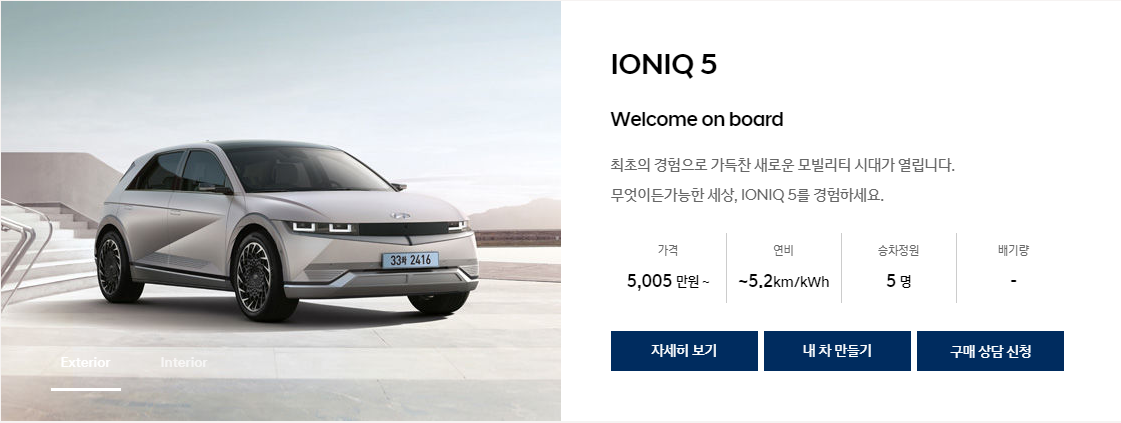 IONIQ 5
Welcome on board
최초의 경험으로 가득찬 새로운 모빌리티 시대가 열립니다.
무엇이든가능한 세상, IONIQ 5를 경험하세요.
가격 연비 승차정원 배기량
5,005 만원 ~ ~5.2km/kWh 5 명 -
자세히 보기 내 차 만들기 구매 상담 신청
33차 2416
Exterior Interior